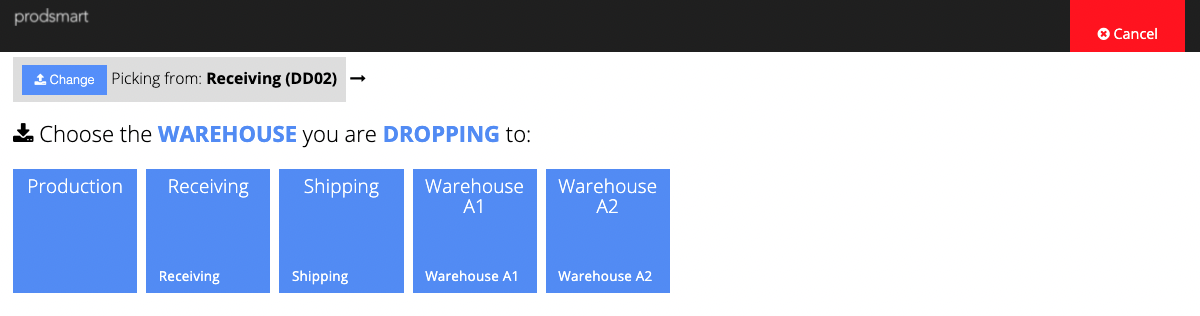 prodsmart
Cancel
Change Picking from: Receiving (DD02)
Choose the WAREHOUSE you are DROPPING to:
Production
Receiving
Receiving
Shipping
Shipping
Warehouse
A1
Warehouse A1
Warehouse
A2
Warehouse A2